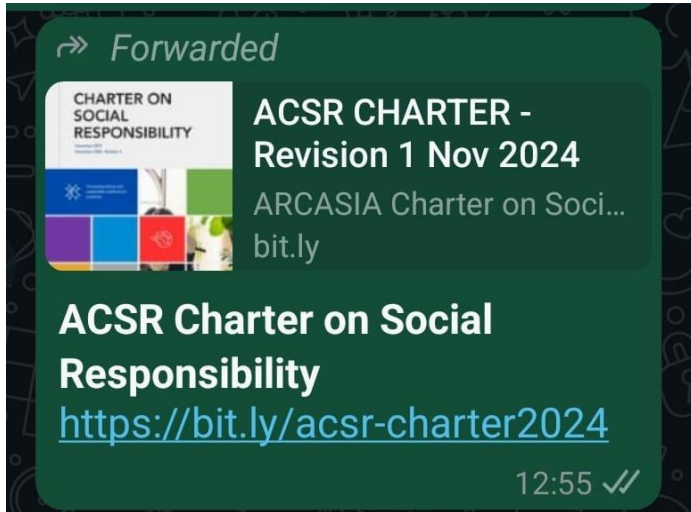 Forwarded
CHARTER ON
SOCIAL
RESPONSIBILITY
ACSR CHARTER -
Revision 1 Nov 2024
ARCASIA Charter on Soci...
bit.ly
ACSR Charter on Social
Responsibility
https://bit.ly/acsr-charter2024
12:55